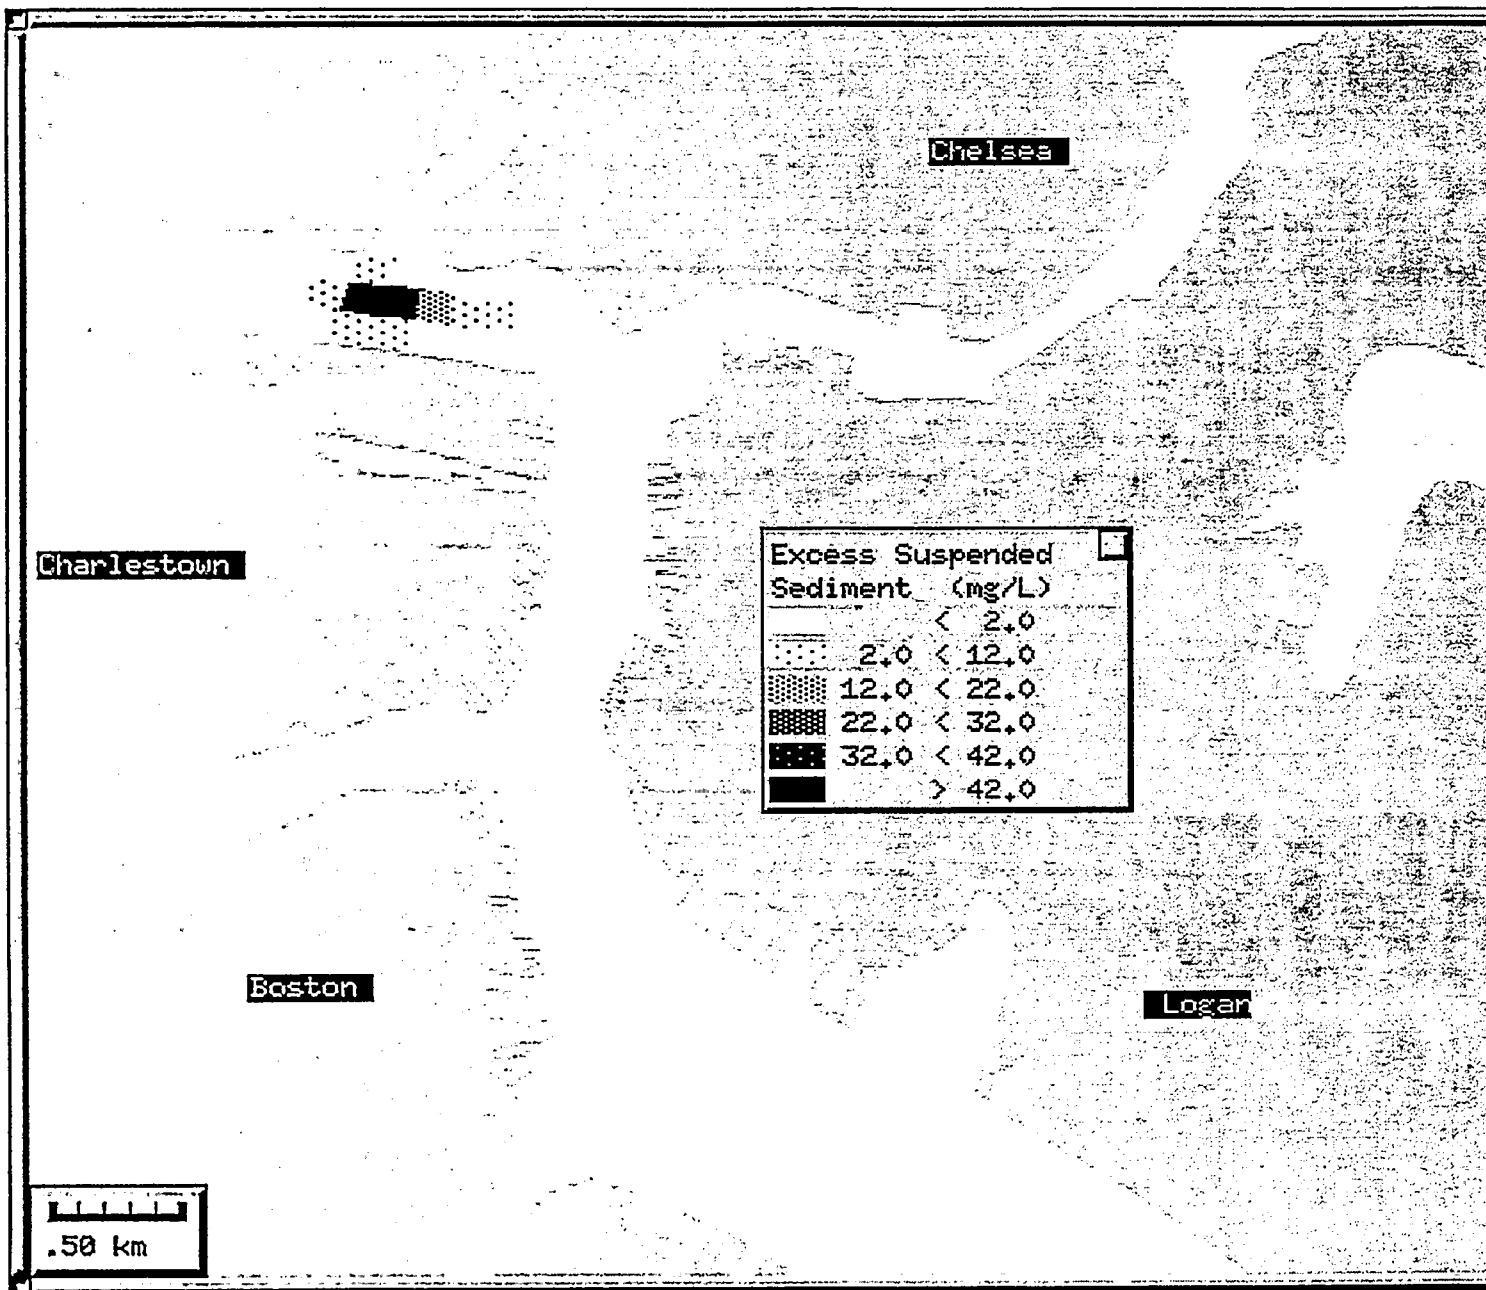 Chelsea
Charlestown
Excess Suspended
Sediment (mg/L)
< 2.0
2.0 < 12.0
12.0 < 22.0
22.0 < 32.0
32.0 < 42.0
> 42.0
Boston
Logan
.50 km